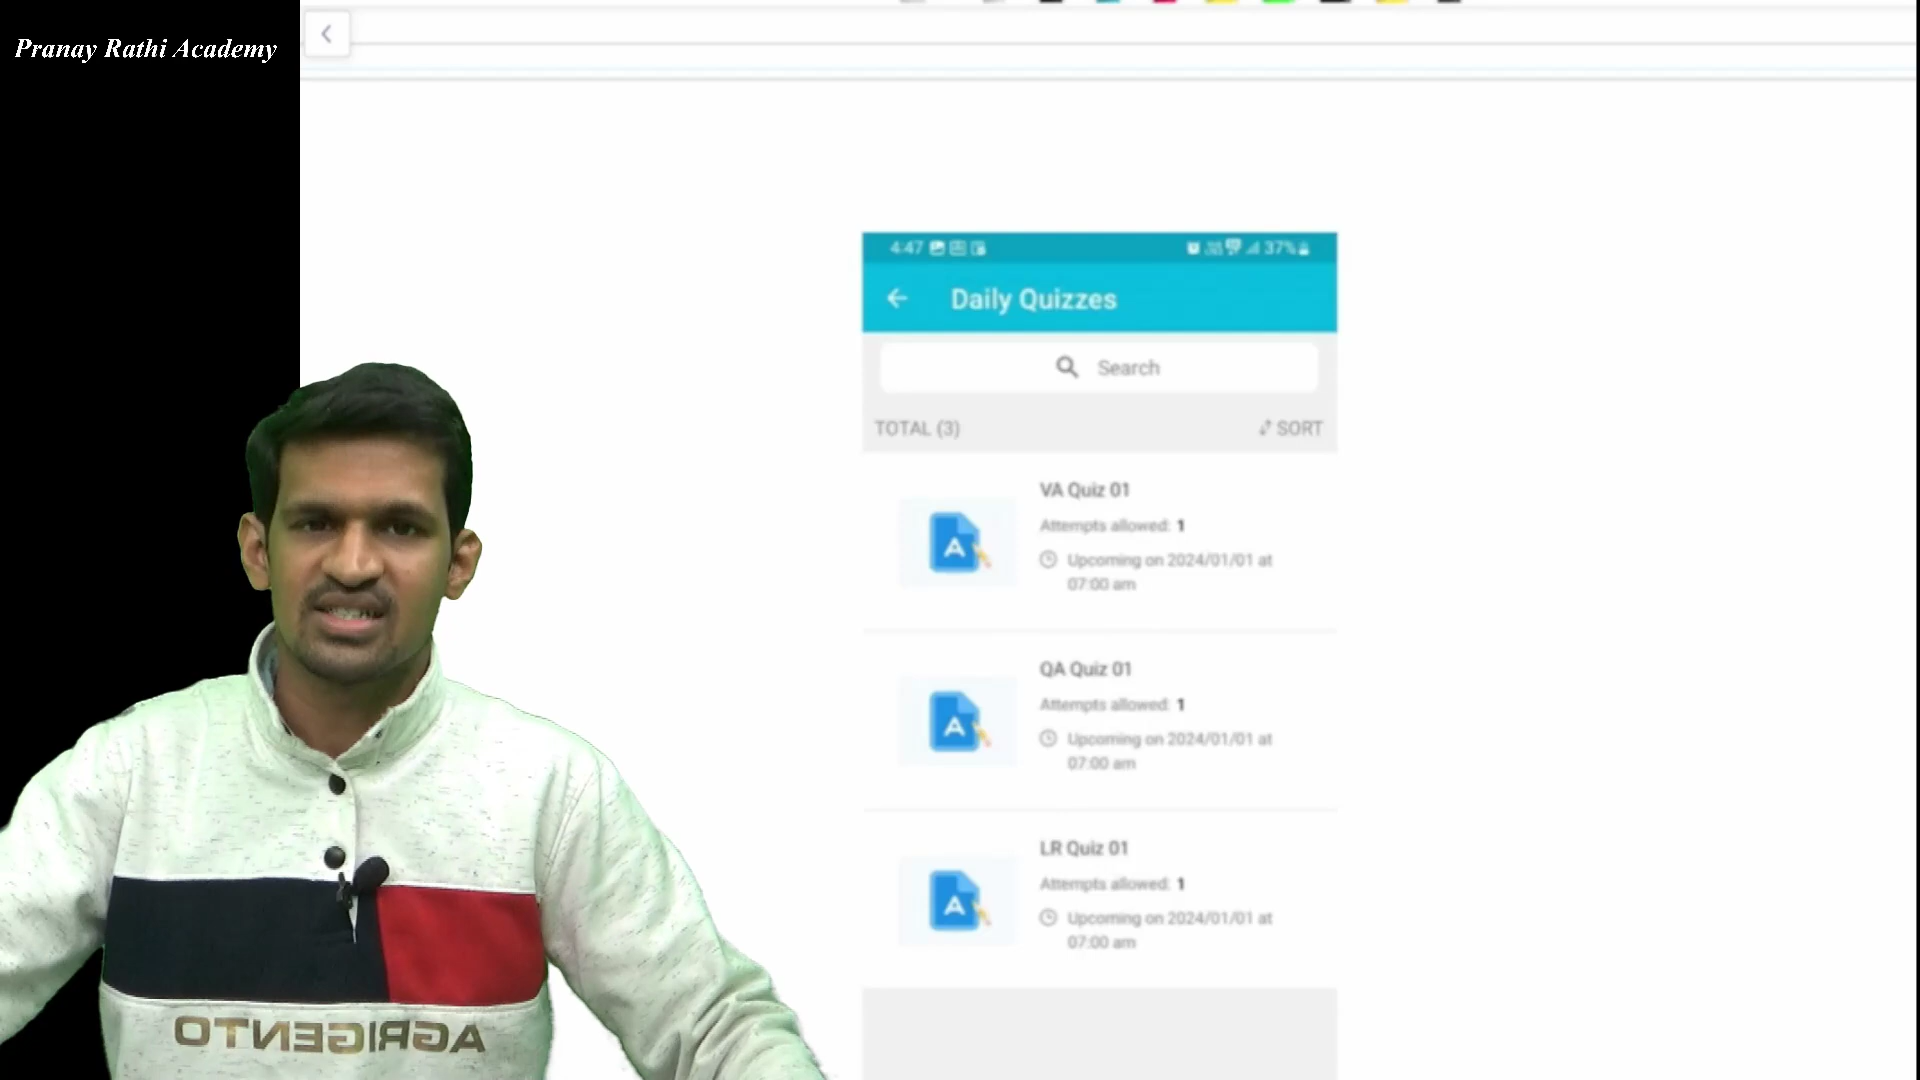 Pranay Rathi Academy
4:47 37%
Daily Quizzes
Search
TOTAL (3) SORT
VA Quiz 01
Attempts allowed: 1
Upcoming on 2024/01/01 at
07:00 am
QA Quiz 01
Attempts allowed: 1
Upcoming on 2024/01/01 at
07:00 am
LR Quiz 01
Attempts allowed: 1
Upcoming on 2024/01/01 at
07:00 am
AGRIGENTO